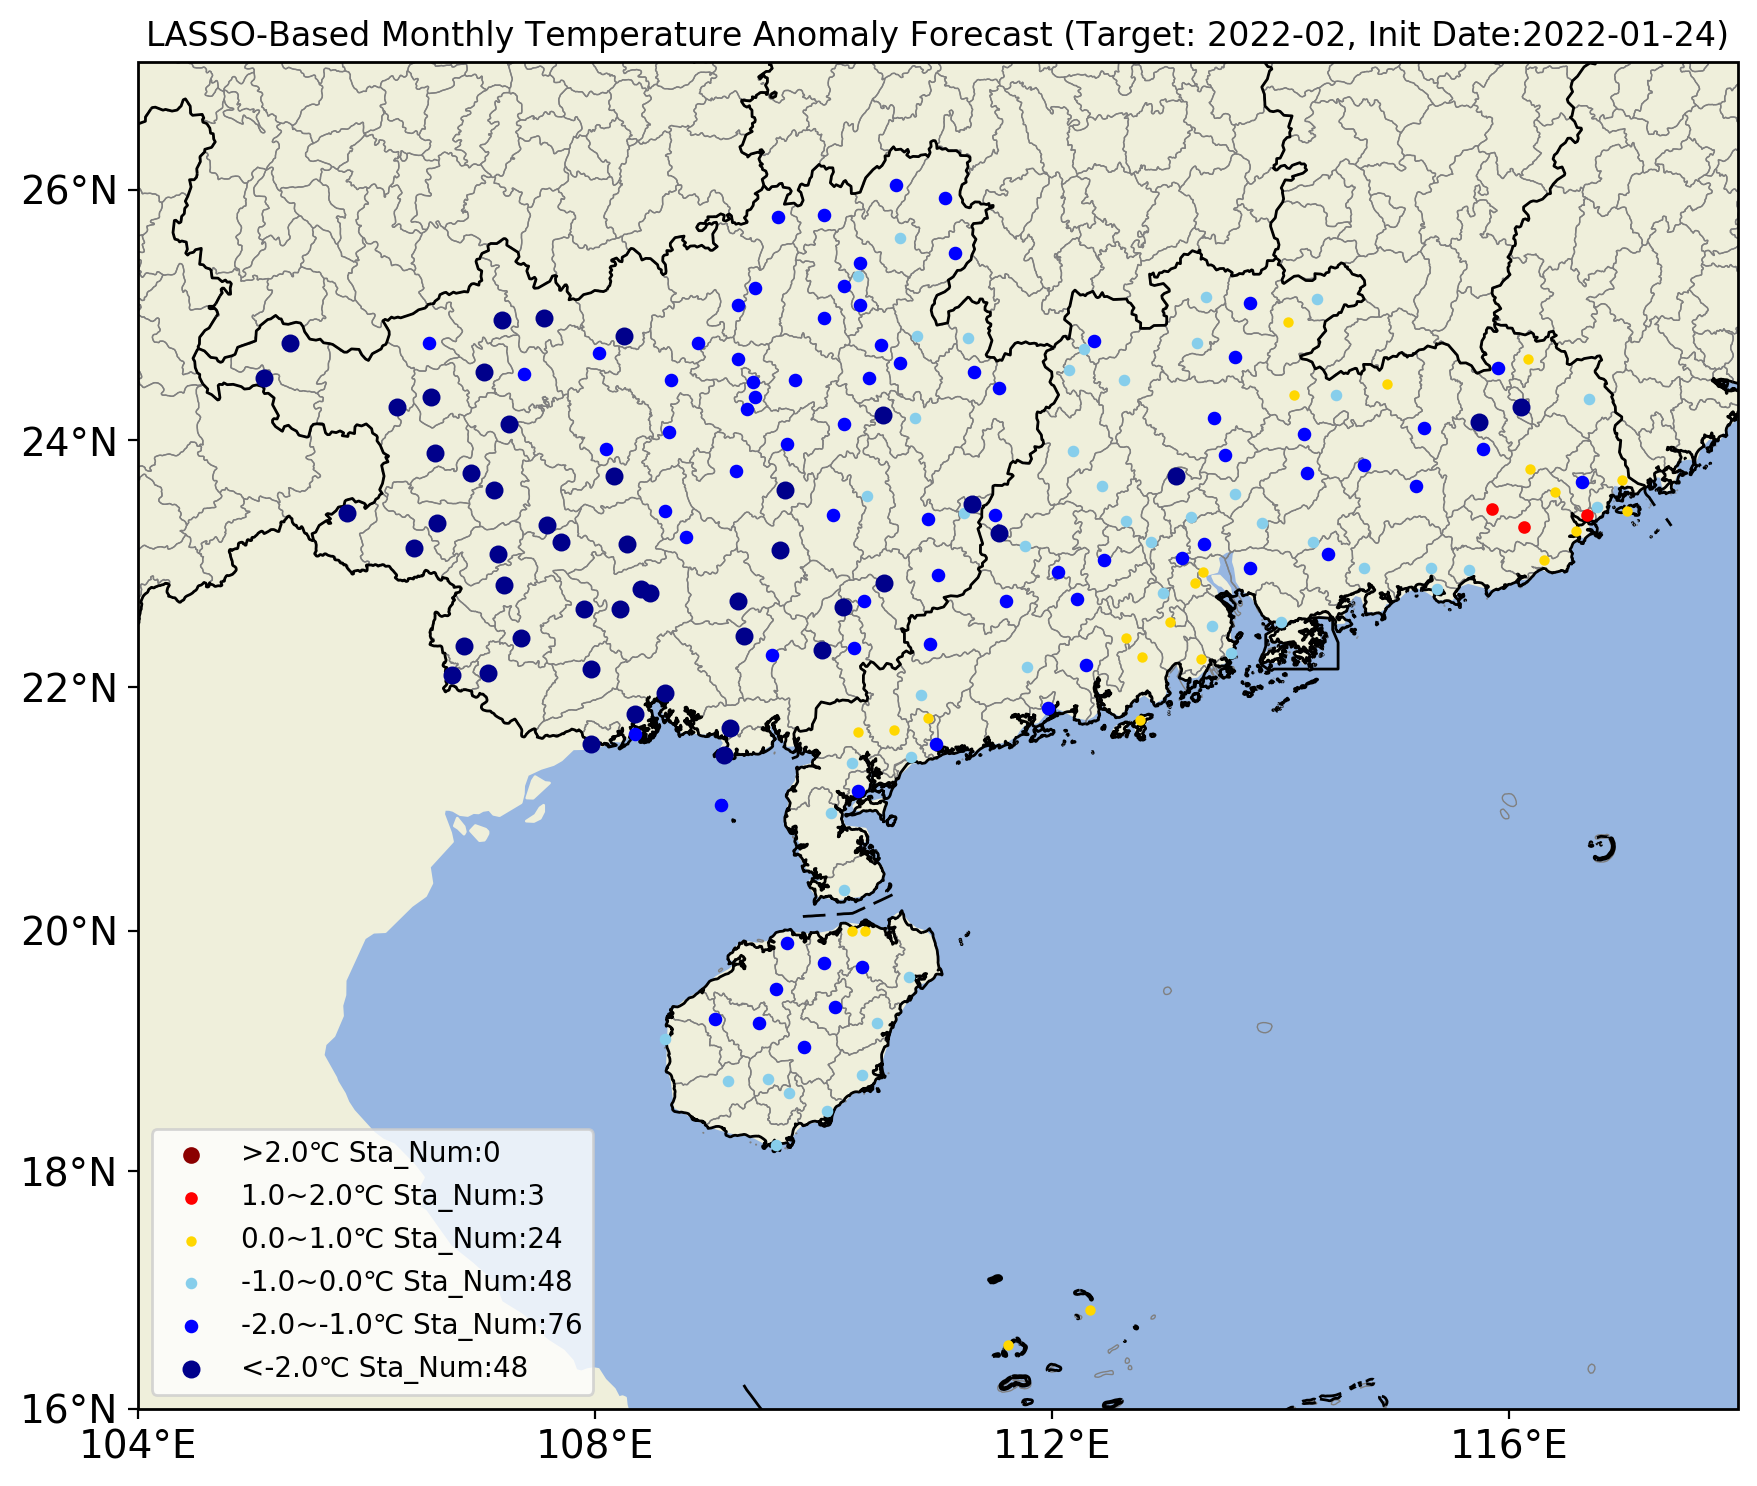 LASSO-Based Monthly Temperature Anomaly Forecast (Target: 2022-02, Init Date:2022-01-24)
26°N
24°N
22°N
20°N
18°N
16°N
>2.0℃ Sta_Num:0
1.0~2.0℃ Sta_Num:3
0.0~1.0℃ Sta_Num:24
-1.0~0.0℃ Sta_Num:48
-2.0~-1.0℃ Sta_Num:76
<-2.0℃ Sta_Num:48
104°E
108°E
112°E
116°E